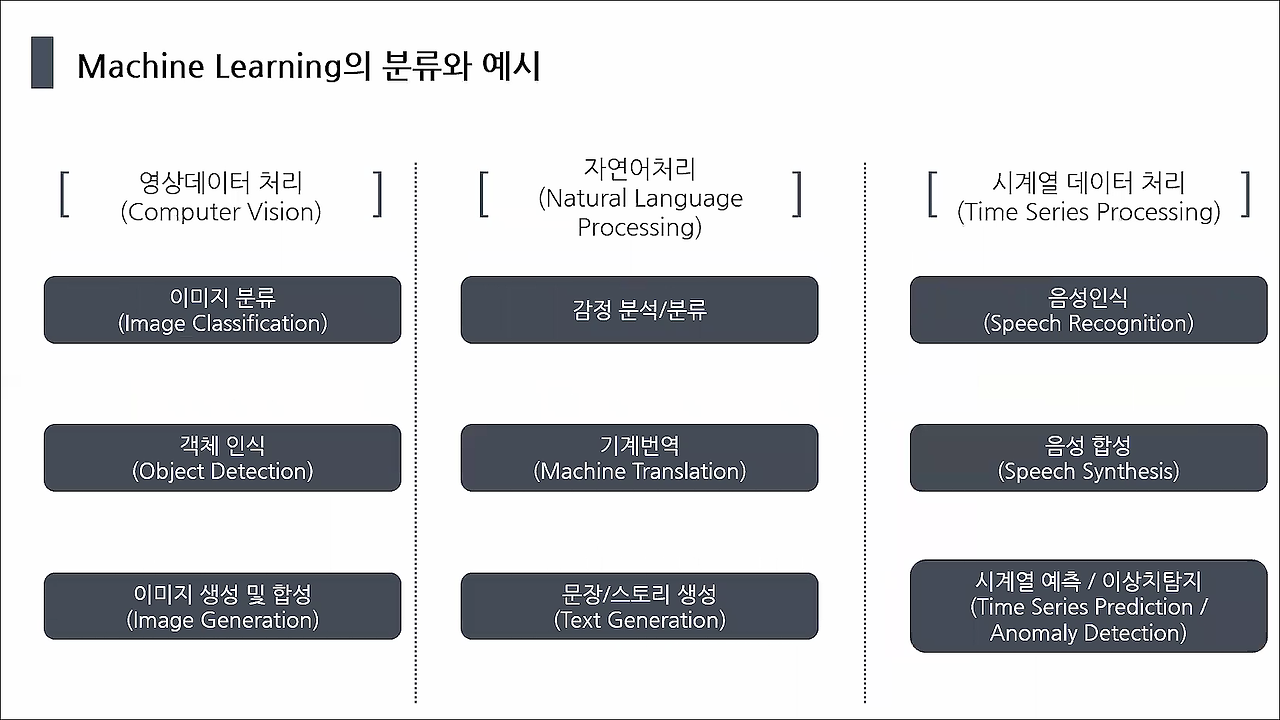 Machine Learning의 분류와 예시
[ 영상데이터 처리 ]
(Computer Vision)
이미지 분류
(Image Classification)
객체 인식
(Object Detection)
이미지 생성 및 합성
(Image Generation)
[ 자연어처리 ]
(Natural Language
Processing)
감정 분석/분류
기계번역
(Machine Translation)
문장/스토리 생성
(Text Generation)
[ 시계열 데이터 처리 ]
(Time Series Processing)
음성인식
(Speech Recognition)
음성 합성
(Speech Synthesis)
시계열 예측 / 이상치탐지
(Time Series Prediction /
Anomaly Detection)